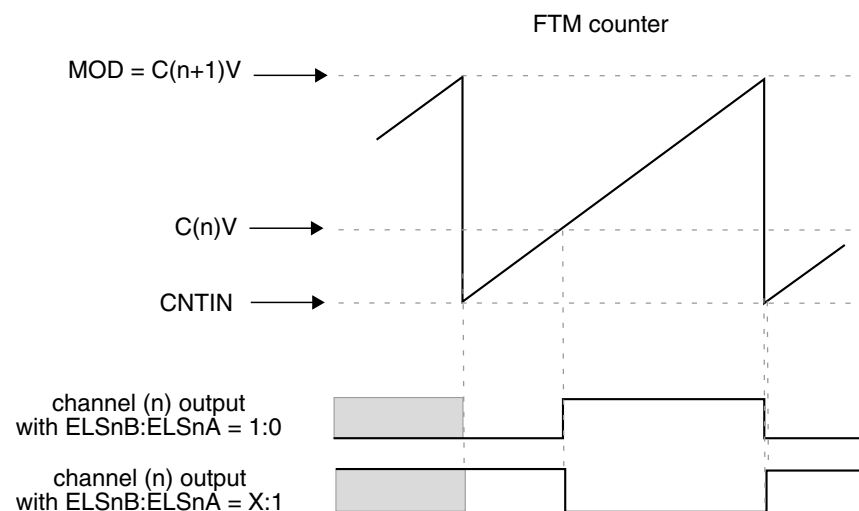 FTM counter
MOD = C(n+1)V
C(n)V
CNTIN
channel (n) output
with ELSnB:ELSnA = 1:0
channel (n) output
with ELSnB:ELSnA = X:1